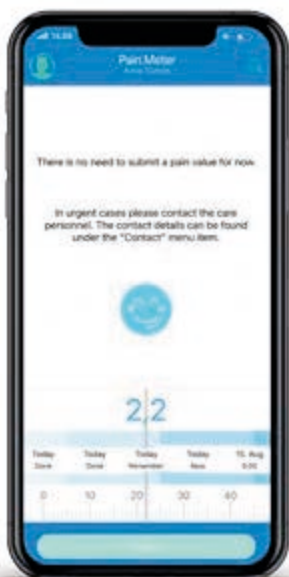 Pain Meter
There is no need to submit a pain value for now.
In urgent cases please contact the care
personnel. The contact details can be found
under the "Contact" menu item.
2,2
Today Today Today Today 15. Aug
Now
0 10 20 30 40